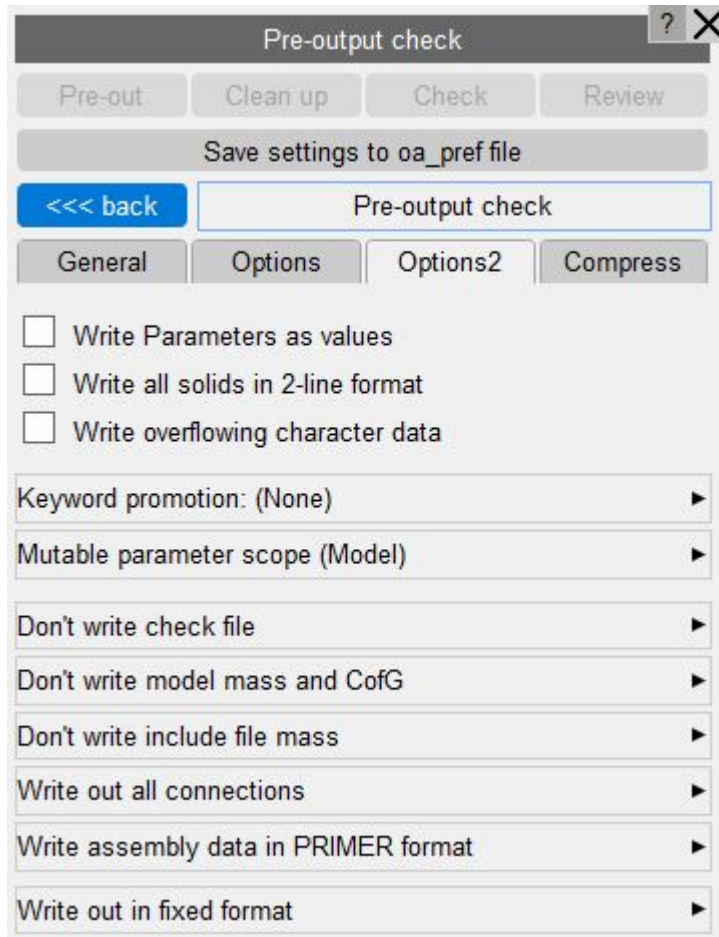 Pre-output check ?
Pre-out Clean up Check Review
Save settings to oa_pref file
<<< back Pre-output check
General Options Options2 Compress
Write Parameters as values
Write all solids in 2-line format
Write overflowing character data
Keyword promotion: (None)
Mutable parameter scope (Model)
Don't write check file
Don't write model mass and CofG
Don't write include file mass
Write out all connections
Write assembly data in PRIMER format
Write out in fixed format